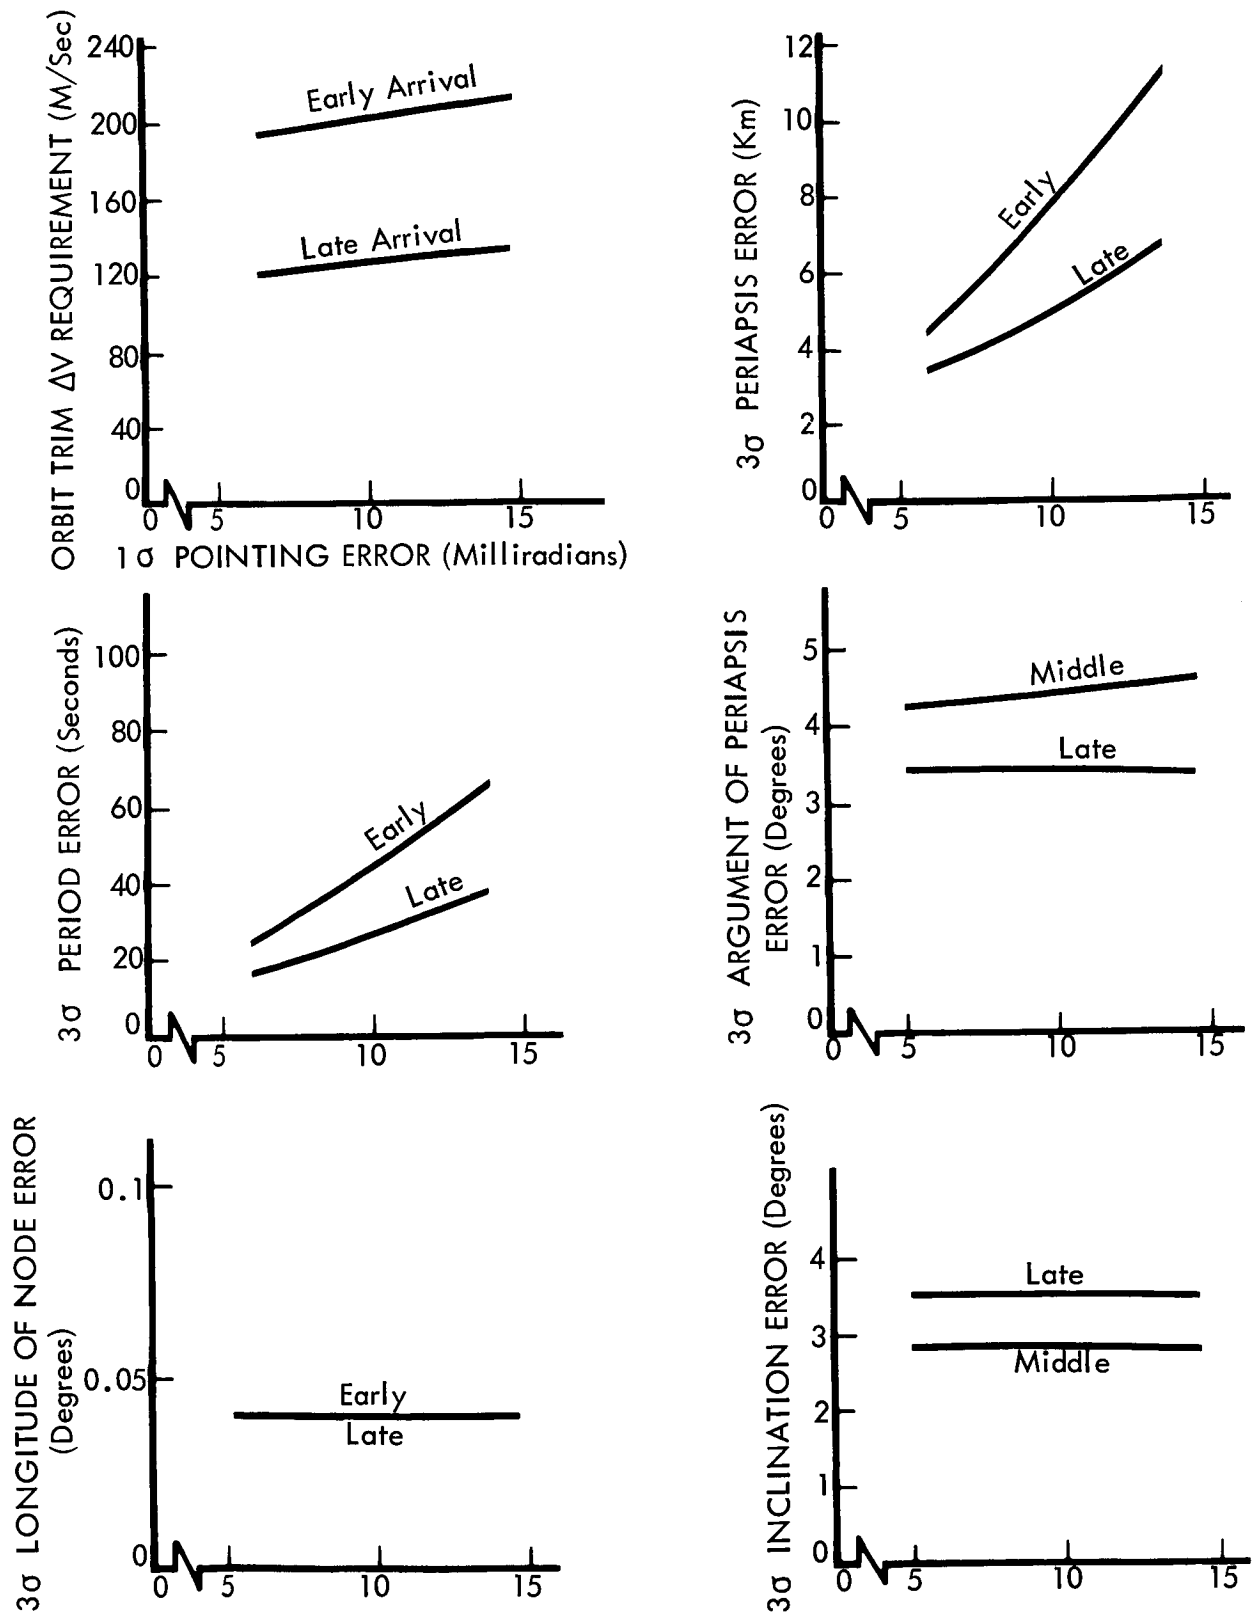 ORBIT TRIM ΔV REQUIREMENT (M/Sec)
240
200
160
120
80
40
0
Early Arrival
Late Arrival
0 5 10 15
1σ POINTING ERROR (Milliradians)
3σ PERIAPSIS ERROR (Km)
12
10
8
6
4
2
0
Early
Late
0 5 10 15
3σ PERIOD ERROR (Seconds)
100
80
60
40
20
0
Early
Late
0 5 10 15
3σ ARGUMENT OF PERIAPSIS
ERROR (Degrees)
5
4
3
2
1
0
Middle
Late
0 5 10 15
3σ LONGITUDE OF NODE ERROR
(Degrees)
0.1
0.05
0
Early
Late
0 5 10 15
3σ INCLINATION ERROR (Degrees)
4
3
2
1
0
Late
Middle
0 5 10 15